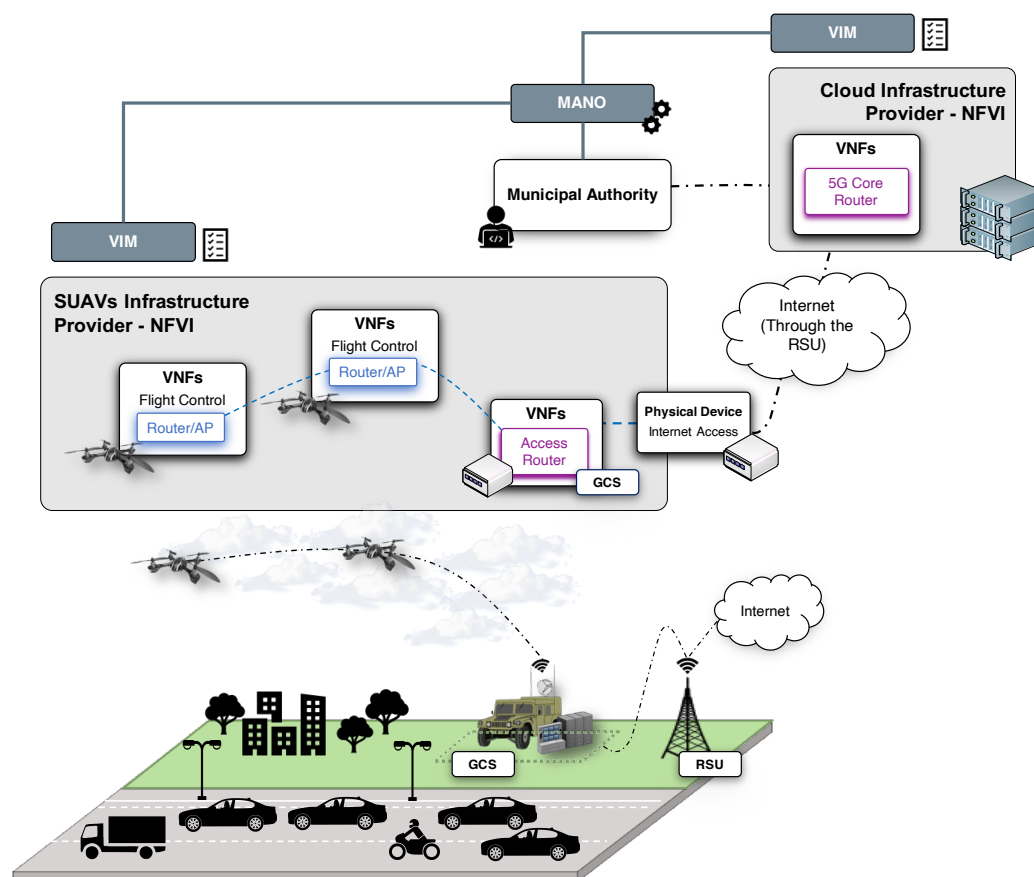 VIM
MANO
Cloud Infrastructure
Provider - NFVI
VNFs
5G Core
Router
Municipal Authority
VIM
SUAVs Infrastructure
Provider - NFVI
VNFs
Flight Control
Router/AP
VNFs
Flight Control
Router/AP
VNFs
Access
Router
GCS
Physical Device
Internet Access
Internet
(Through the
RSU)
Internet
GCS
RSU